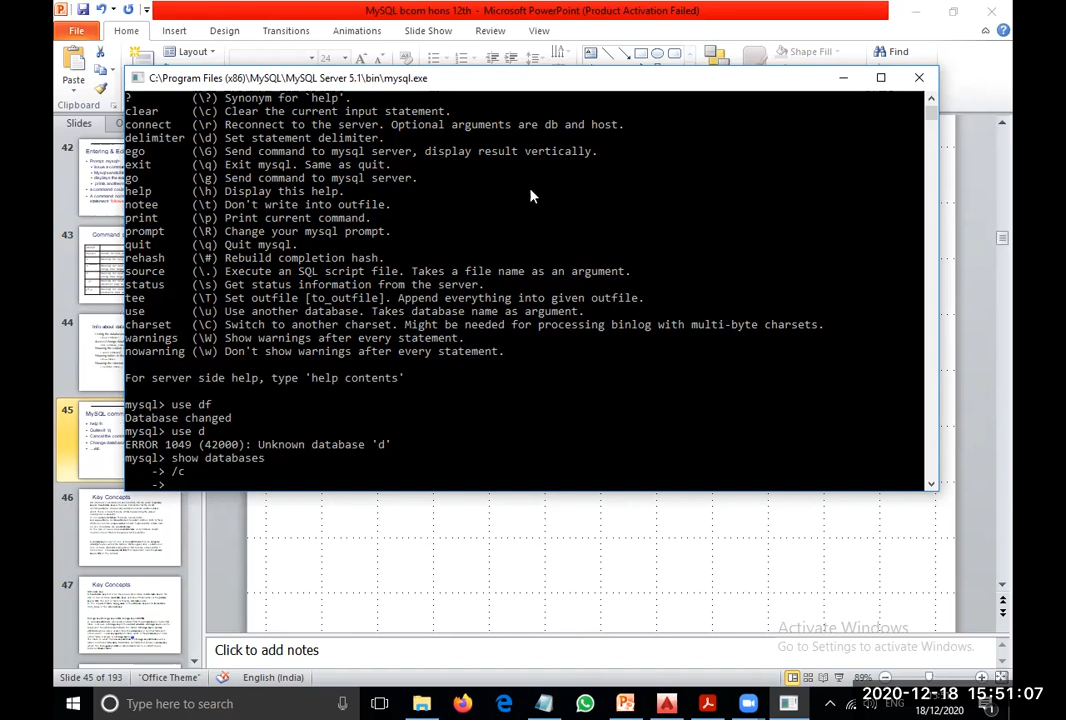 MySQL bcom hons 12th - Microsoft PowerPoint (Product Activation Failed)
File Home Insert Design Transitions Animations Slide Show Review View
Paste
Clipboard
Layout
24
Shape Fill
Find
C:\Program Files (x86)\MySQL\MySQL Server 5.1\bin\mysql.exe
? (\?) Synonym for `help'.
clear (\c) Clear the current input statement.
connect (\r) Reconnect to the server. Optional arguments are db and host.
delimiter (\d) Set statement delimiter.
ego (\G) Send command to mysql server, display result vertically.
exit (\q) Exit mysql. Same as quit.
go (\g) Send command to mysql server.
help (\h) Display this help.
notee (\t) Don't write into outfile.
print (\p) Print current command.
prompt (\R) Change your mysql prompt.
quit (\q) Quit mysql.
rehash (\#) Rebuild completion hash.
source (\.) Execute an SQL script file. Takes a file name as an argument.
status (\s) Get status information from the server.
tee (\T) Set outfile [to_outfile]. Append everything into given outfile.
use (\u) Use another database. Takes database name as argument.
charset (\C) Switch to another charset. Might be needed for processing binlog with multi-byte charsets.
warnings (\W) Show warnings after every statement.
nowarning (\w) Don't show warnings after every statement.
For server side help, type 'help contents'
mysql> use df
Database changed
mysql> use d
ERROR 1049 (42000): Unknown database 'd'
mysql> show databases
-> /c
->
Slides
42
Entering & Ed
43
Command p
44
Info about dat
45
MySQL comm
46
Key Concepts
47
Key Concepts
Click to add notes
Activate Windows
Go to Settings to activate Windows.
Slide 45 of 193 "Office Theme" English (India) 89%
Type here to search
ENG
2020-12-18 15:51:07
18/12/2020